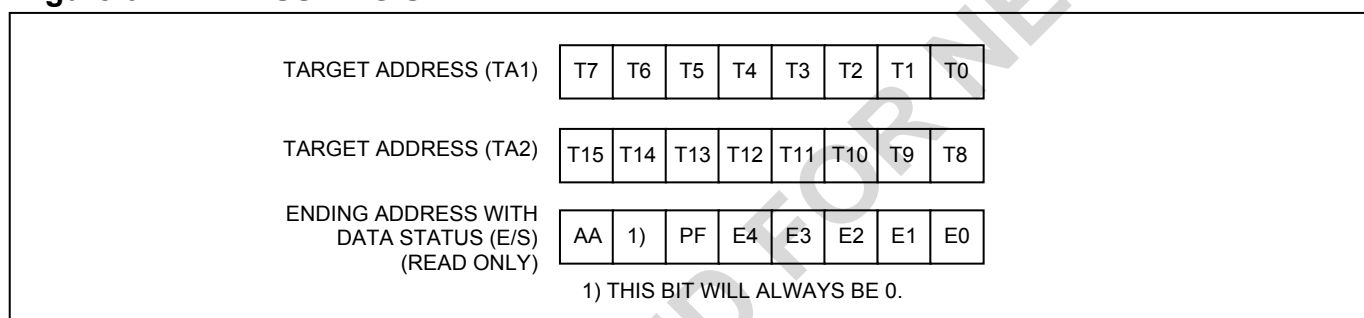 TARGET ADDRESS (TA1) T7 T6 T5 T4 T3 T2 T1 T0
TARGET ADDRESS (TA2) T15 T14 T13 T12 T11 T10 T9 T8
ENDING ADDRESS WITH
DATA STATUS (E/S)
(READ ONLY)
AA 1) PF E4 E3 E2 E1 E0
1) THIS BIT WILL ALWAYS BE 0.